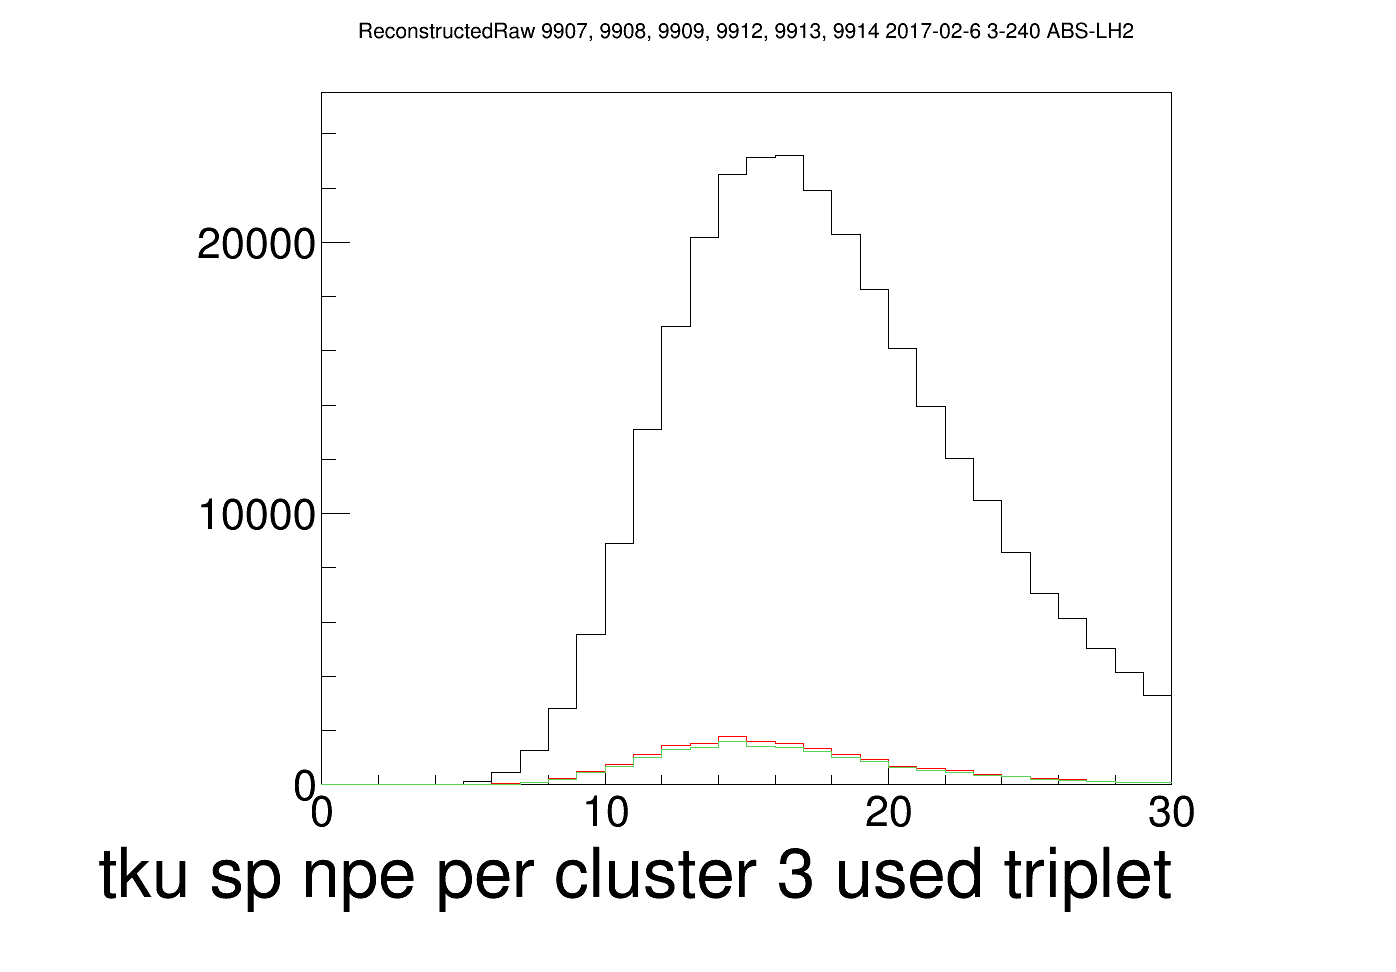 ReconstructedRaw 9907, 9908, 9909, 9912, 9913, 9914 2017-02-6 3-240 ABS-LH2
20000
10000
0
0 10 20 30
tku sp npe per cluster 3 used triplet